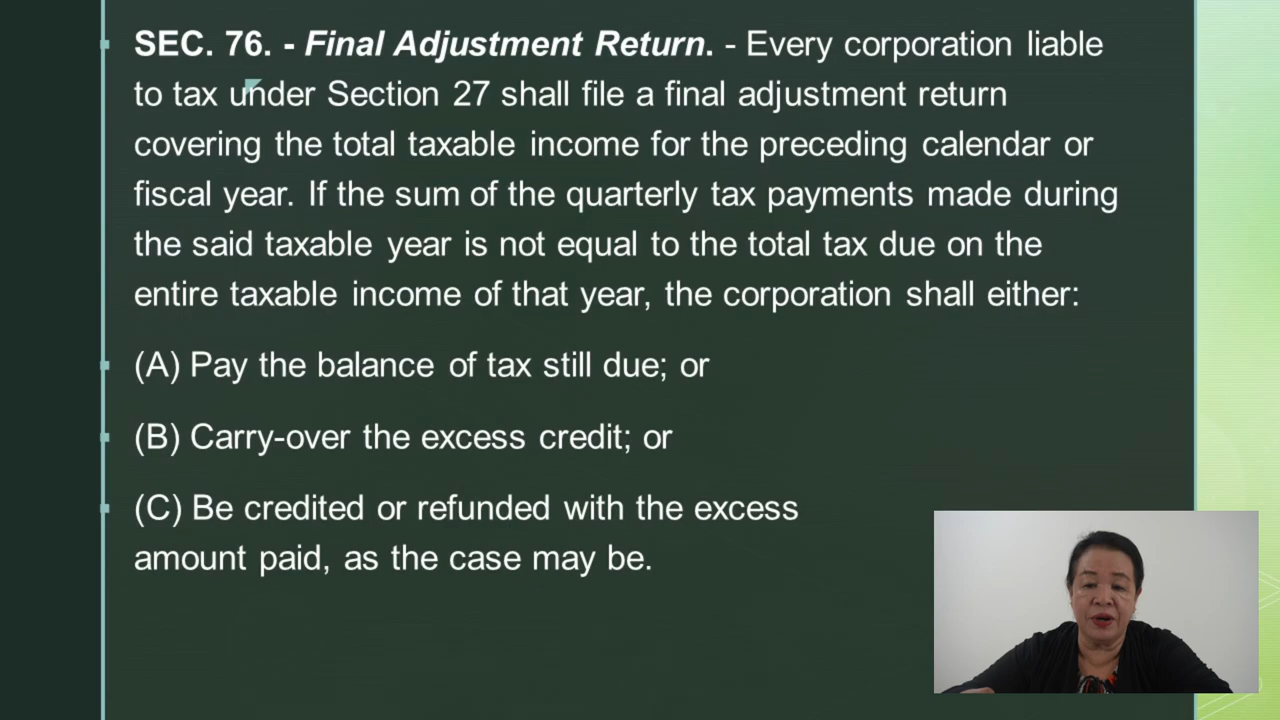 SEC. 76. - Final Adjustment Return. - Every corporation liable
to tax under Section 27 shall file a final adjustment return
covering the total taxable income for the preceding calendar or
fiscal year. If the sum of the quarterly tax payments made during
the said taxable year is not equal to the total tax due on the
entire taxable income of that year, the corporation shall either:
(A) Pay the balance of tax still due; or
(B) Carry-over the excess credit; or
(C) Be credited or refunded with the excess
amount paid, as the case may be.